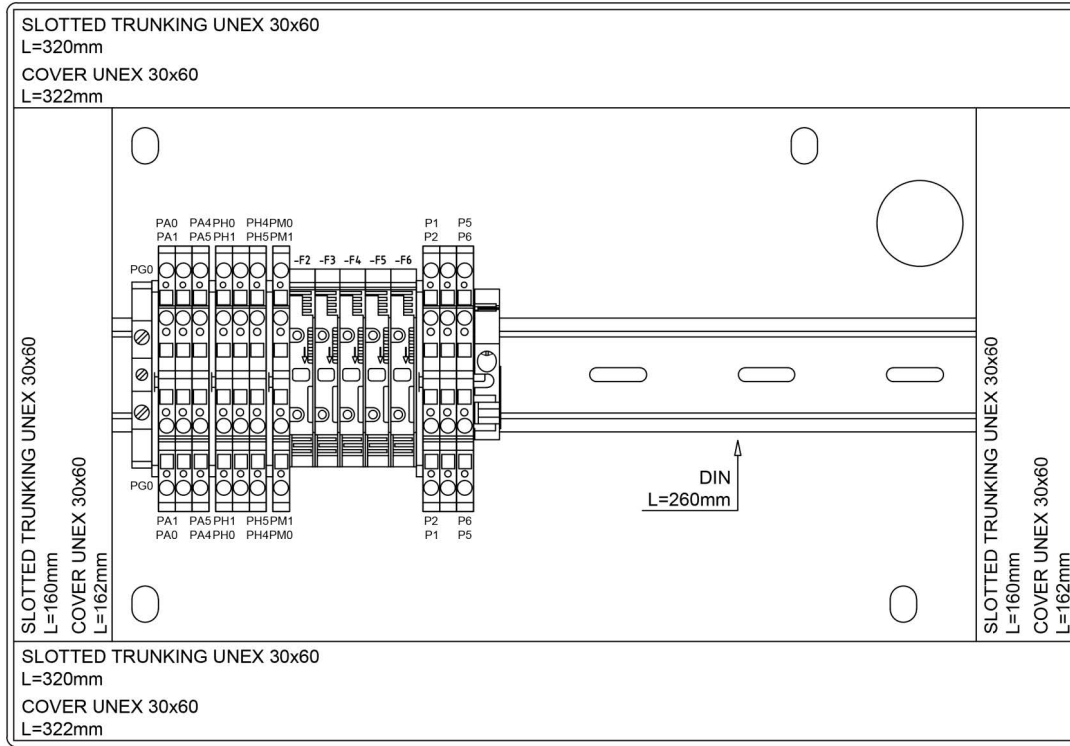 SLOTTED TRUNKING UNEX 30x60
L=320mm
COVER UNEX 30x60
L=322mm
PA0 PA4 PH0 PH4 PM0 P1 P5
PA1 PA5 PH1 PH5 PM1 P2 P6
-F2 -F3 -F4 -F5 -F6
PG0
SLOTTED TRUNKING UNEX 30x60
L=160mm
COVER UNEX 30x60
L=162mm
DIN
L=260mm
SLOTTED TRUNKING UNEX 30x60
L=160mm
COVER UNEX 30x60
L=162mm
PG0
PA1 PA5 PH1 PH5 PM1 P2 P6
PA0 PA4 PH0 PH4 PM0 P1 P5
SLOTTED TRUNKING UNEX 30x60
L=320mm
COVER UNEX 30x60
L=322mm